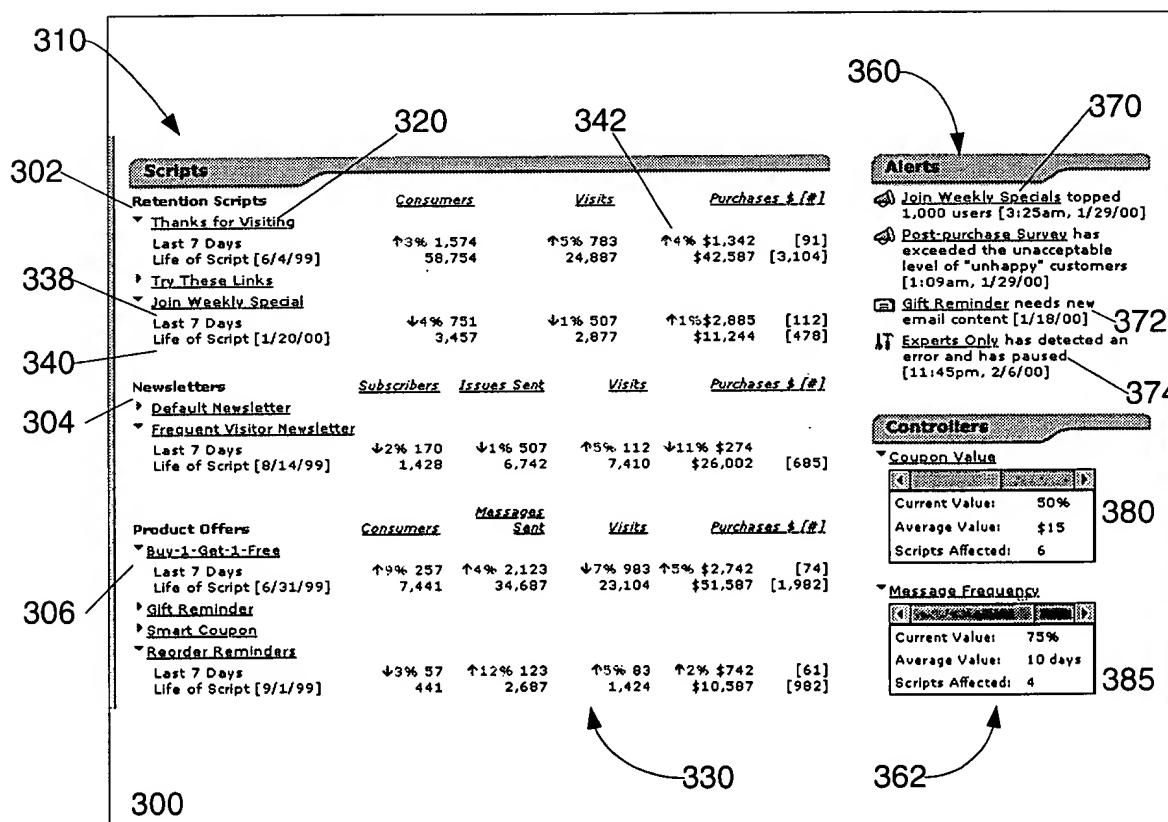 310
320
342
360
370
302
Scripts
Retention Scripts Consumers Visits Purchases $ [#]
Thanks for Visiting
Last 7 Days ↑3% 1,574 ↑5% 783 ↑4% $1,342 [91]
Life of Script [6/4/99] 58,754 24,887 $42,587 [3,104]
338
Try These Links
Join Weekly Special
Last 7 Days ↓4% 751 ↓1% 507 ↑1% $2,885 [112]
Life of Script [1/20/00] 3,457 2,877 $11,244 [478]
340
Newsletters Subscribers Issues Sent Visits Purchases $ [#]
304
Default Newsletter
Frequent Visitor Newsletter
Last 7 Days ↓2% 170 ↓1% 507 ↑5% 112 ↓11% $274
Life of Script [8/14/99] 1,428 6,742 7,410 $26,002 [685]
Product Offers Consumers Messages Sent Visits Purchases $ [#]
Buy-1-Get-1-Free
Last 7 Days ↑9% 257 ↑4% 2,123 ↓7% 983 ↑5% $2,742 [74]
Life of Script [6/31/99] 7,441 34,687 23,104 $51,587 [1,982]
306
Gift Reminder
Smart Coupon
Reorder Reminders
Last 7 Days ↓3% 57 ↑12% 123 ↑5% 83 ↑2% $742 [61]
Life of Script [9/1/99] 441 2,687 1,424 $10,587 [982]
330
300
Alerts
Join Weekly Specials topped
1,000 users [3:25am, 1/29/00]
Post-purchase Survey has
exceeded the unacceptable
level of "unhappy" customers
[1:09am, 1/29/00]
Gift Reminder needs new
email content [1/18/00]
372
Experts Only has detected an
error and has paused
[11:45pm, 2/6/00]
374
Controllers
Coupon Value
Current Value: 50%
Average Value: $15
Scripts Affected: 6
380
Message Frequency
Current Value: 75%
Average Value: 10 days
Scripts Affected: 4
385
362